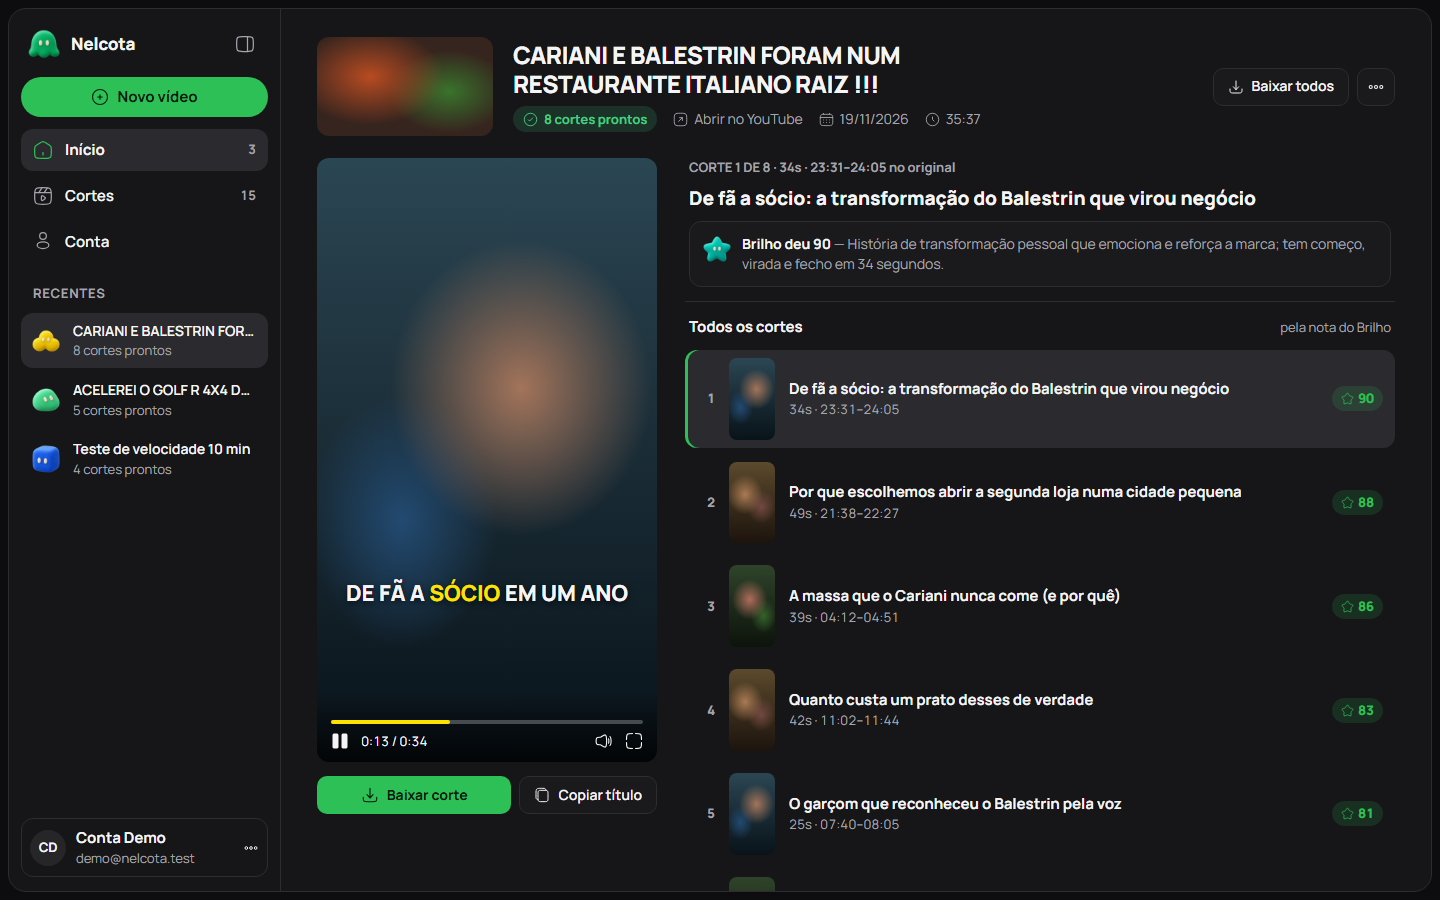 Nelcota
Novo vídeo
Início 3
Cortes 15
Conta
RECENTES
CARIANI E BALESTRIN FOR...
8 cortes prontos
ACELEREI O GOLF R 4X4 D...
5 cortes prontos
Teste de velocidade 10 min
4 cortes prontos
CD
Conta Demo
demo@nelcota.test
CARIANI E BALESTRIN FORAM NUM
RESTAURANTE ITALIANO RAIZ !!!
8 cortes prontos Abrir no YouTube 19/11/2026 35:37
Baixar todos
DE FÃ A SÓCIO EM UM ANO
0:13 / 0:34
Baixar corte
Copiar título
CORTE 1 DE 8 · 34s · 23:31–24:05 no original
De fã a sócio: a transformação do Balestrin que virou negócio
Brilho deu 90 — História de transformação pessoal que emociona e reforça a marca; tem começo,
virada e fecho em 34 segundos.
Todos os cortes pela nota do Brilho
1
De fã a sócio: a transformação do Balestrin que virou negócio
34s · 23:31–24:05
90
2
Por que escolhemos abrir a segunda loja numa cidade pequena
49s · 21:38–22:27
88
3
A massa que o Cariani nunca come (e por quê)
39s · 04:12–04:51
86
4
Quanto custa um prato desses de verdade
42s · 11:02–11:44
83
5
O garçom que reconheceu o Balestrin pela voz
25s · 07:40–08:05
81